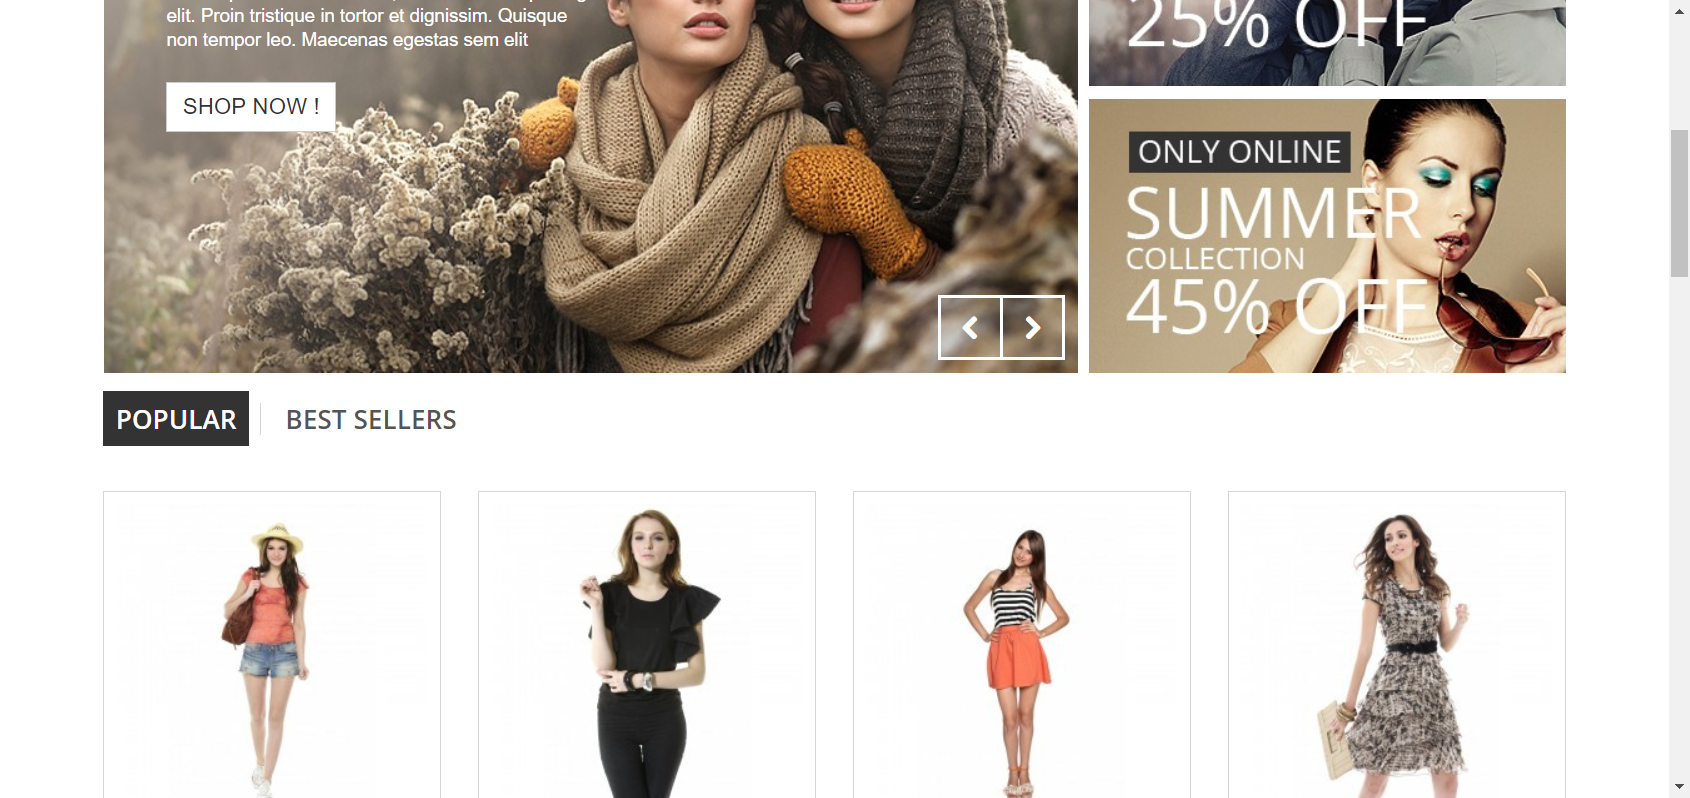 elit. Proin tristique in tortor et dignissim. Quisque
non tempor leo. Maecenas egestas sem elit
SHOP NOW !
25% OFF
ONLY ONLINE
SUMMER
COLLECTION
45% OFF
POPULAR
BEST SELLERS